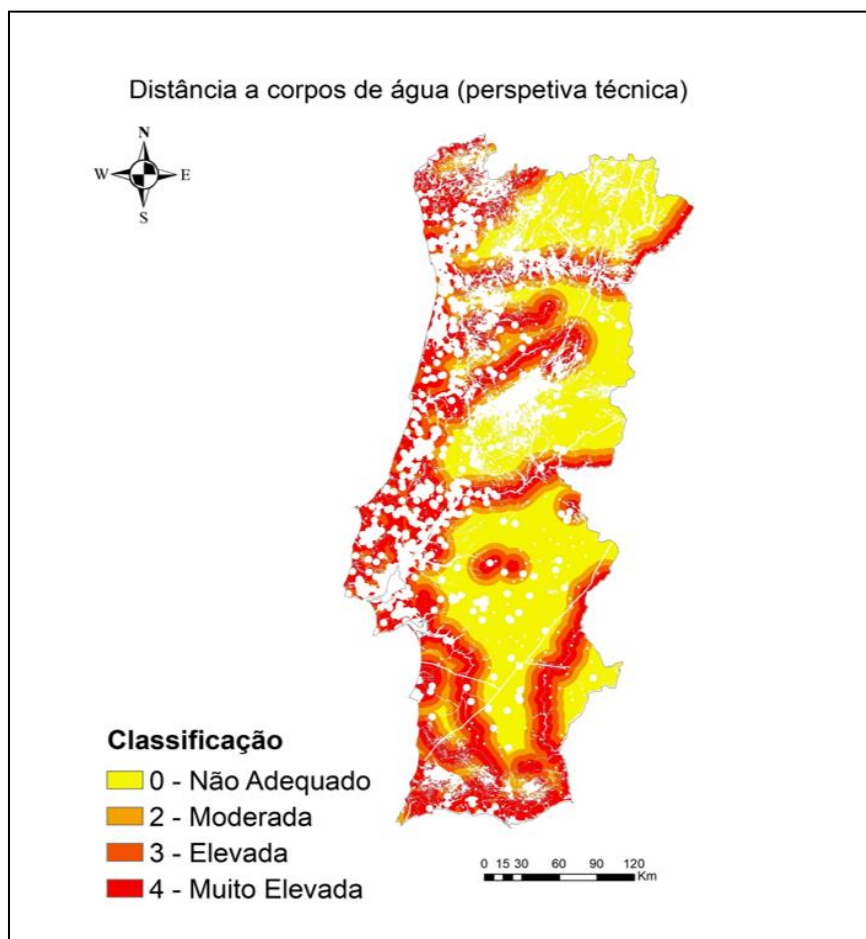 Distância a corpos de água (perspetiva técnica)
N
W E
S
Classificação
0 - Não Adequado
2 - Moderada
3 - Elevada
4 - Muito Elevada
0 15 30 60 90 120
Km